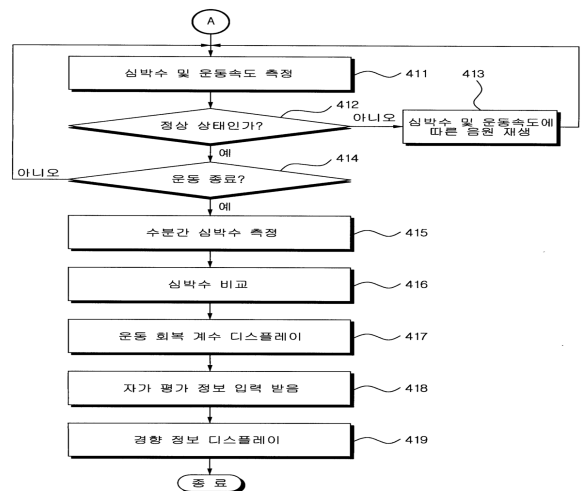 A
심박수 및 운동속도 측정
411
412
413
정상 상태인가?
아니오
심박수 및 운동속도에
따른 음원 재생
예
414
아니오
운동 종료?
예
수분간 심박수 측정
415
심박수 비교
416
운동 회복 계수 디스플레이
417
자가 평가 정보 입력 받음
418
경향 정보 디스플레이
419
종 료